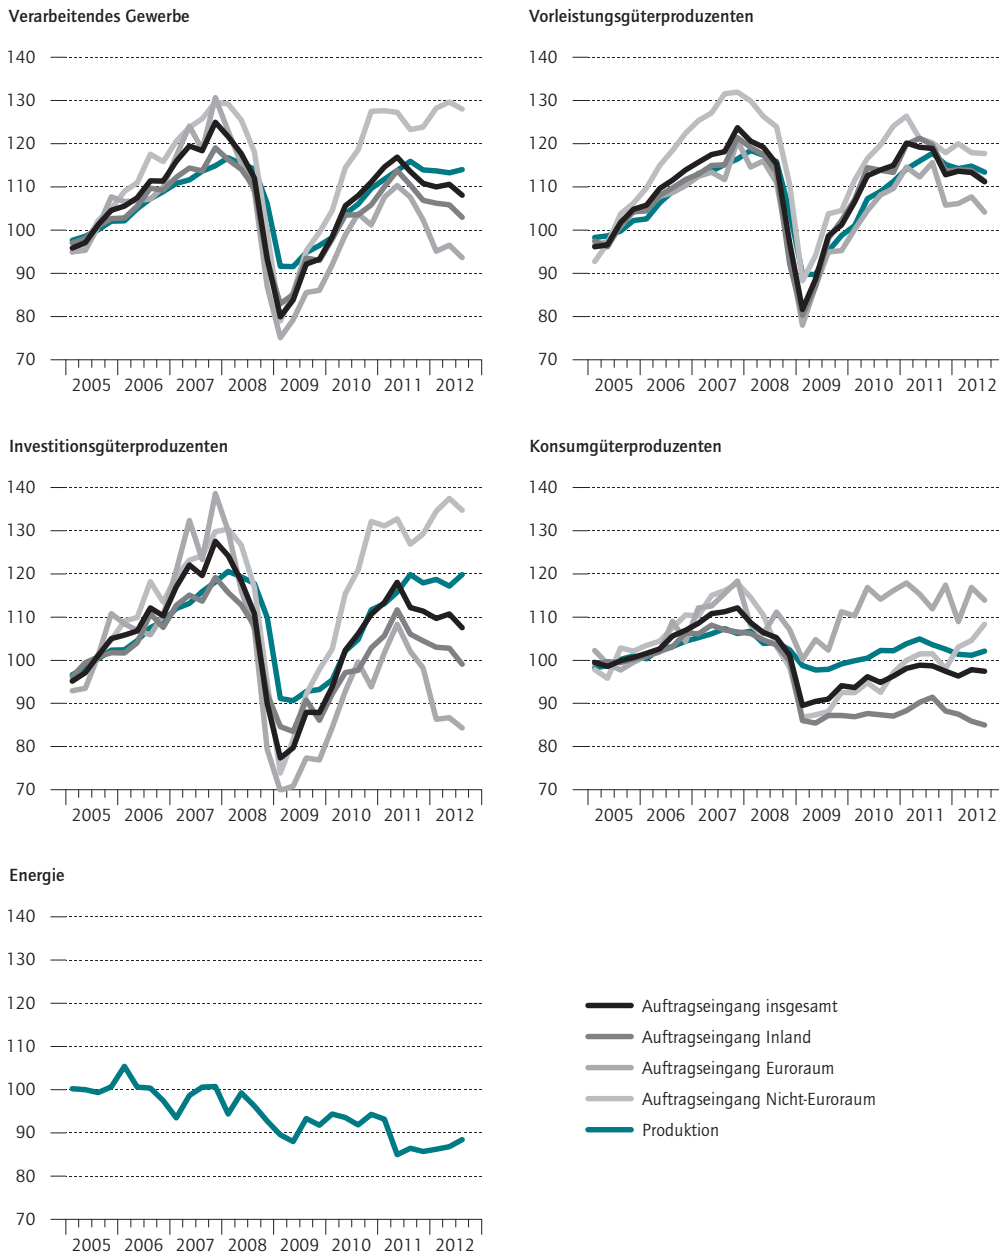 Verarbeitendes Gewerbe
140
130
120
110
100
90
80
70
2005 2006 2007 2008 2009 2010 2011 2012
Vorleistungsgüterproduzenten
140
130
120
110
100
90
80
70
2005 2006 2007 2008 2009 2010 2011 2012
Investitionsgüterproduzenten
140
130
120
110
100
90
80
70
2005 2006 2007 2008 2009 2010 2011 2012
Konsumgüterproduzenten
140
130
120
110
100
90
80
70
2005 2006 2007 2008 2009 2010 2011 2012
Energie
140
130
120
110
100
90
80
70
2005 2006 2007 2008 2009 2010 2011 2012
Auftragseingang insgesamt
Auftragseingang Inland
Auftragseingang Euroraum
Auftragseingang Nicht-Euroraum
Produktion